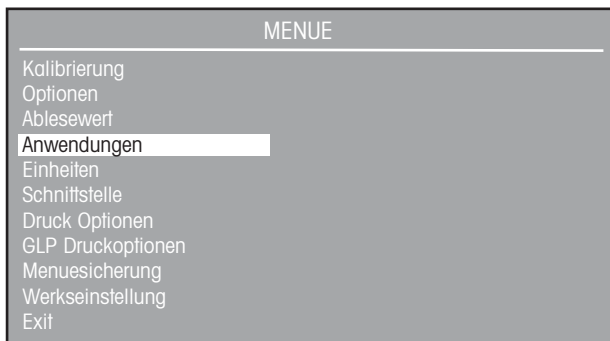 MENUE
Kalibrierung
Optionen
Ablesewert
Anwendungen
Einheiten
Schnittstelle
Druck Optionen
GLP Druckoptionen
Menuesicherung
Werkseinstellung
Exit